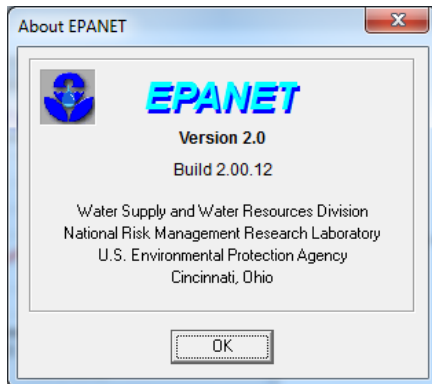 About EPANET
EPANET
Version 2.0
Build 2.00.12
Water Supply and Water Resources Division
National Risk Management Research Laboratory
U.S. Environmental Protection Agency
Cincinnati, Ohio
OK